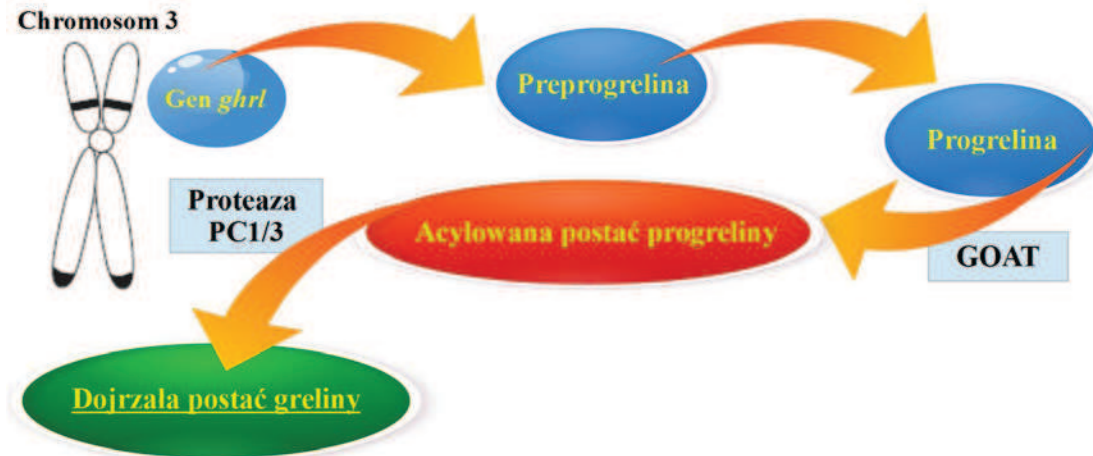 Chromosom 3
Gen ghrl
Preprogrelina
Progrelina
GOAT
Acylowana postać progreliny
Proteaza
PC1/3
Dojrzała postać greliny